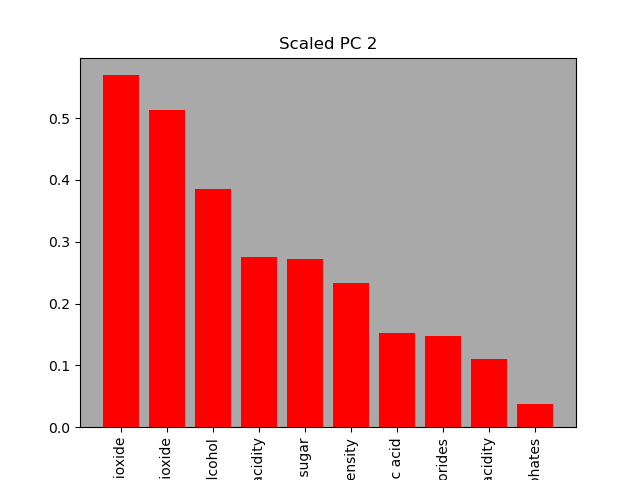 Scaled PC 2
0.5
0.4
0.3
0.2
0.1
0.0
ioxide
ioxide
lcohol
acidity
sugar
ensity
c acid
orides
acidity
phates